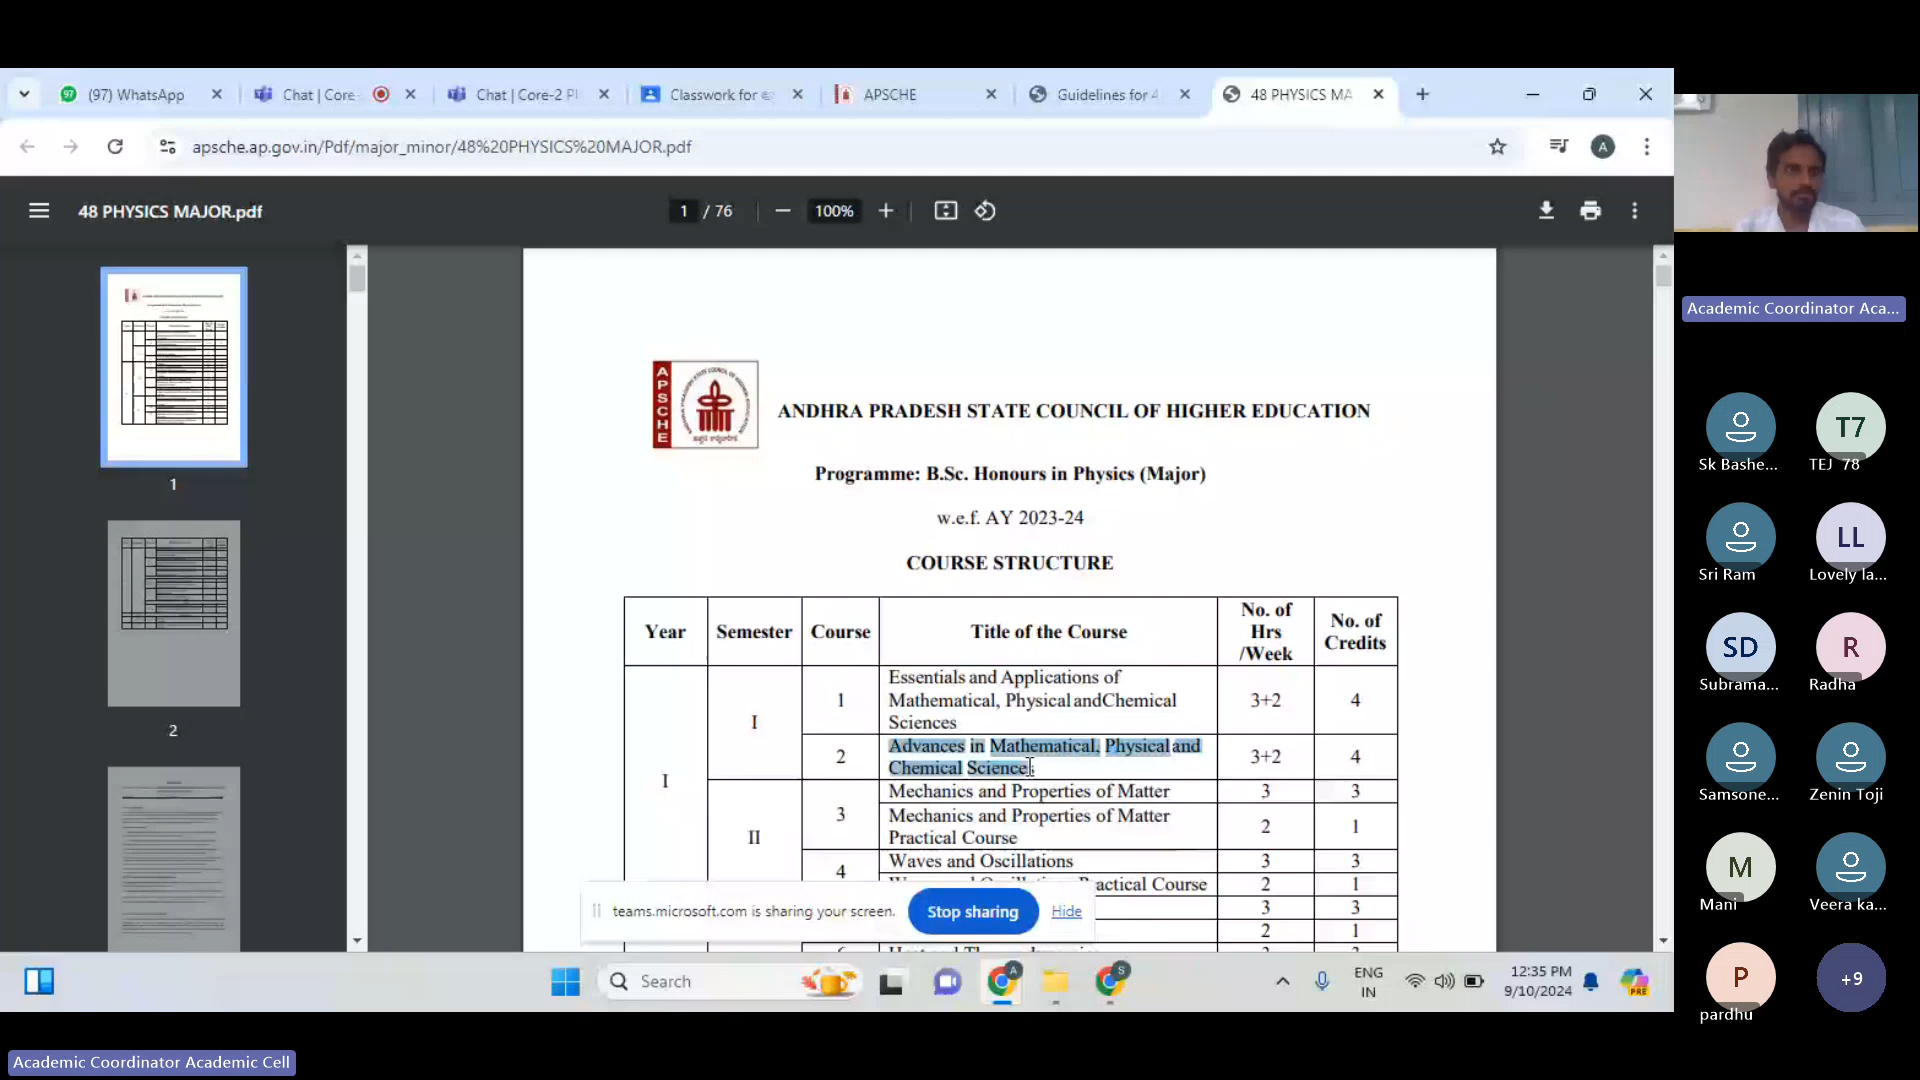 (97) WhatsApp
Chat | Core
Chat | Core-2 P
Classwork for
APSCHE
Guidelines for 4
48 PHYSICS MA
apsche.ap.gov.in/Pdf/major_minor/48%20PHYSICS%20MAJOR.pdf
A
48 PHYSICS MAJOR.pdf
1 / 76
100%
1
2
APSCHE
ANDHRA PRADESH STATE COUNCIL OF HIGHER EDUCATION
Programme: B.Sc. Honours in Physics (Major)
w.e.f. AY 2023-24
COURSE STRUCTURE
Year Semester Course Title of the Course No. of Hrs /Week No. of Credits
I
I
1 Essentials and Applications of
Mathematical, Physical andChemical
Sciences
3+2 4
2 Advances in Mathematical, Physical and
Chemical Sciences
3+2 4
II
3 Mechanics and Properties of Matter 3 3
Mechanics and Properties of Matter
Practical Course
2 1
4 Waves and Oscillations 3 3
Practical Course 2 1
3 3
2 1
teams.microsoft.com is sharing your screen.
Stop sharing
Hide
Search
ENG
IN
12:35 PM
9/10/2024
PRE
Academic Coordinator Aca...
Sk Bashe...
T7
TEJ 78
Sri Ram
LL
Lovely la...
SD
Subrama...
R
Radha
Samsone...
Zenin Toji
M
Mani
Veera ka...
P
pardhu
+9
Academic Coordinator Academic Cell